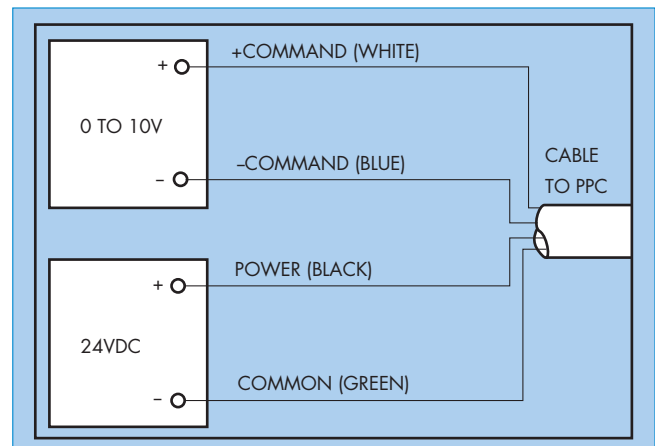 +COMMAND (WHITE)
+
0 TO 10V
–COMMAND (BLUE)
–
CABLE
TO PPC
POWER (BLACK)
+
24VDC
COMMON (GREEN)
–